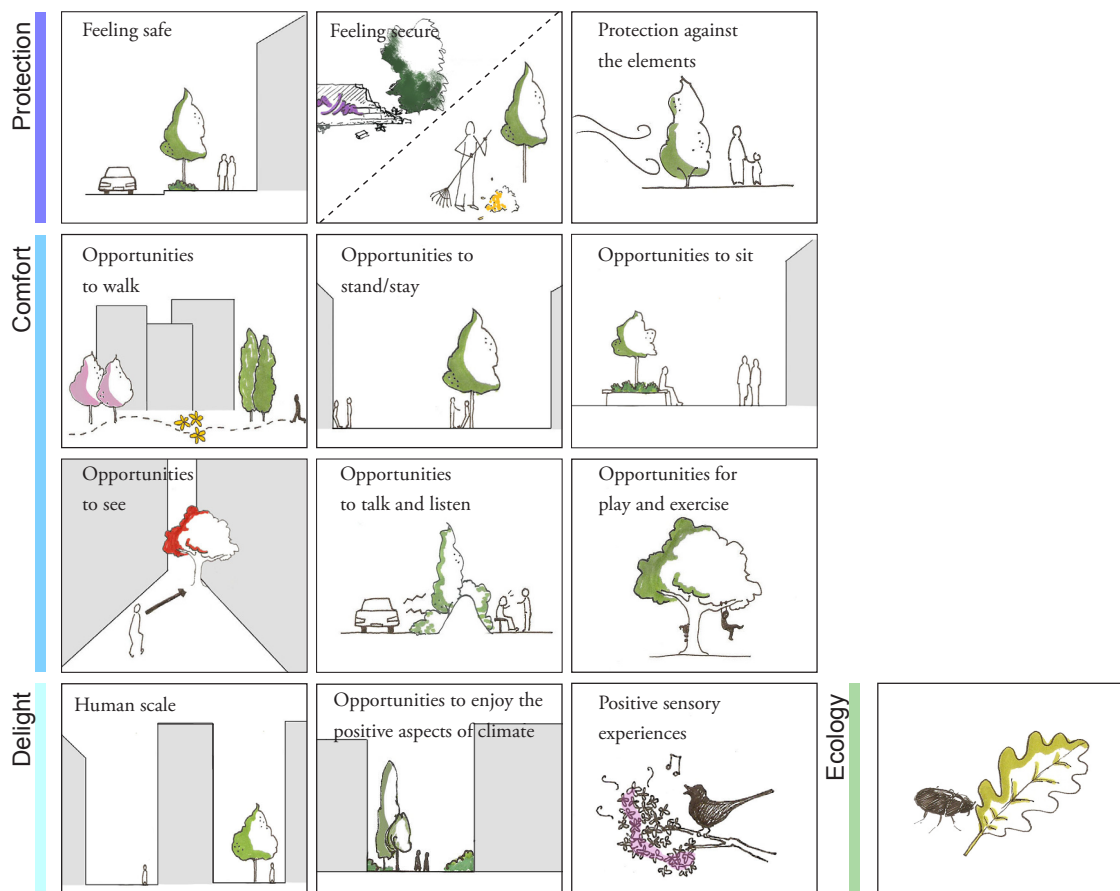 Protection
Feeling safe
Feeling secure
Protection against
the elements
Comfort
Opportunities
to walk
Opportunities to
stand/stay
Opportunities to sit
Opportunities
to see
Opportunities
to talk and listen
Opportunities for
play and exercise
Delight
Human scale
Opportunities to enjoy the
positive aspects of climate
Positive sensory
experiences
Ecology